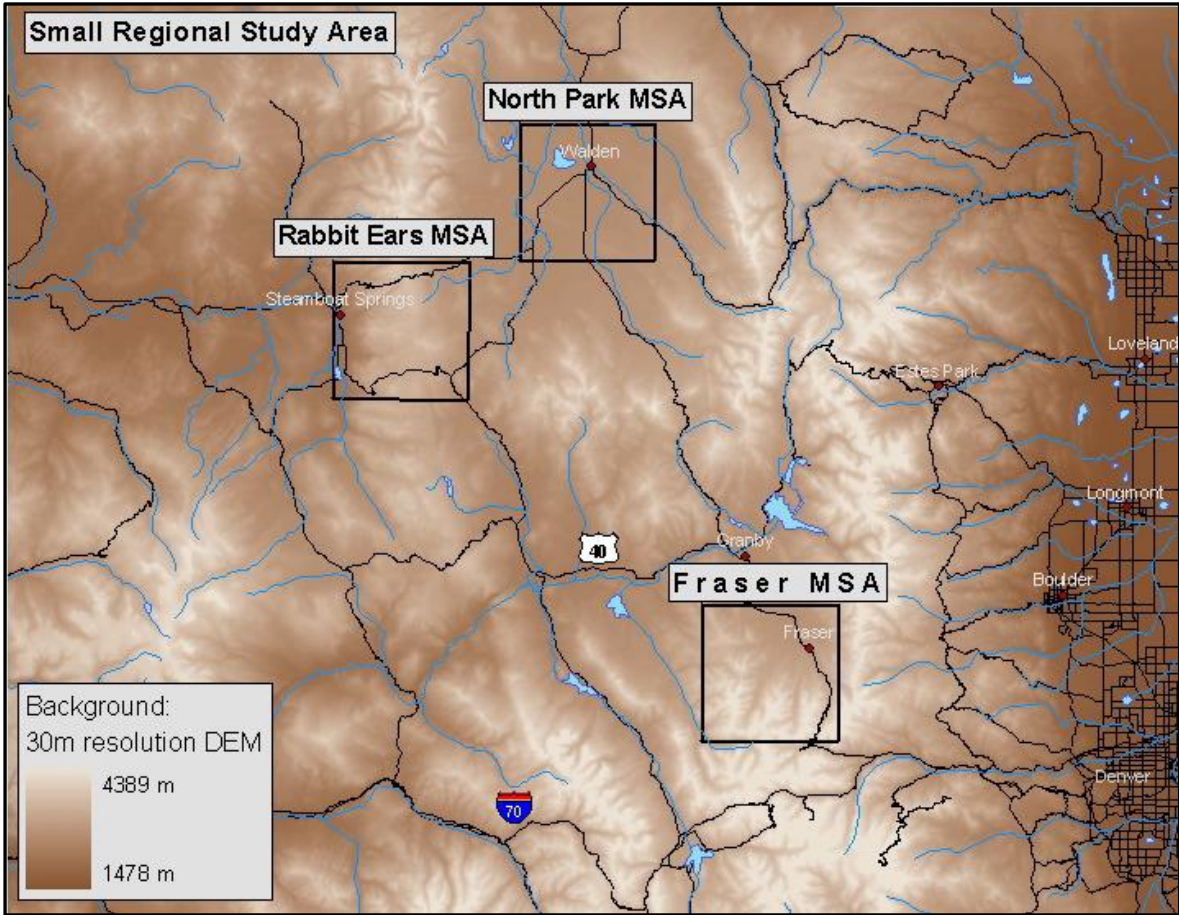 Small Regional Study Area
North Park MSA
Walden
Rabbit Ears MSA
Steamboat Springs
Loveland
Estes Park
Longmont
40
Granby
Fraser MSA
Boulder
Fraser
Background:
30m resolution DEM
4389 m
1478 m
Denver
70